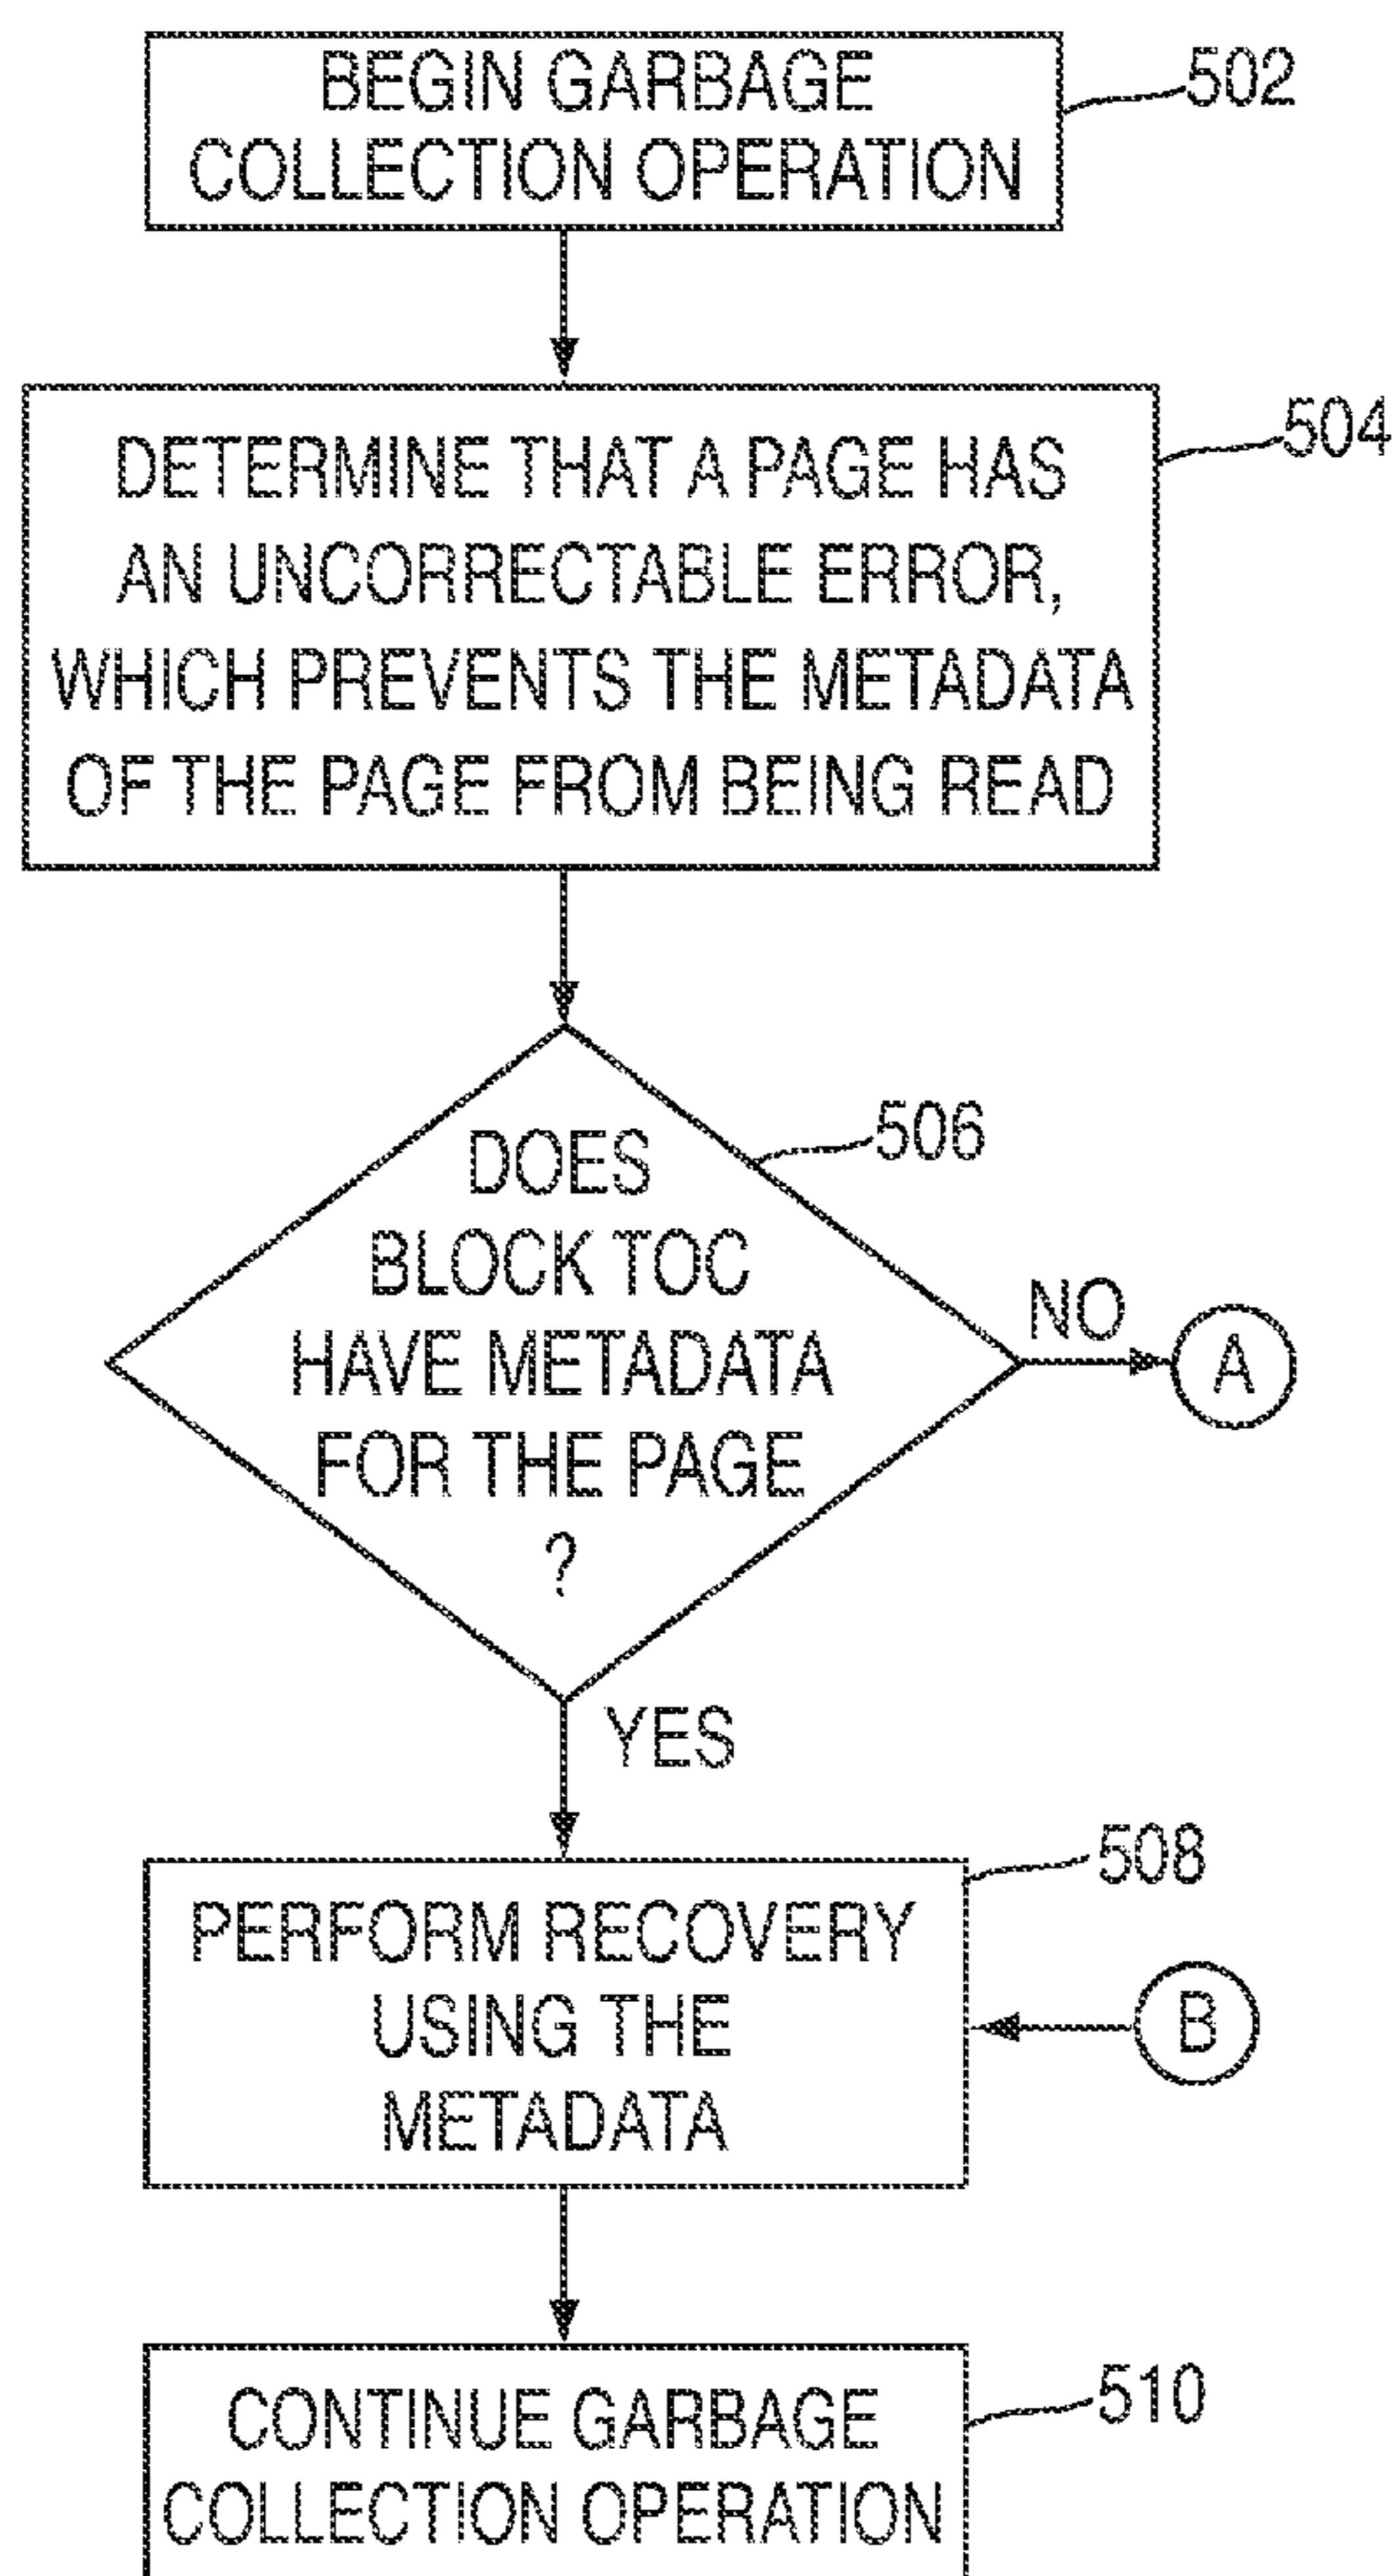 BEGIN GARBAGE
COLLECTION OPERATION
502
DETERMINE THAT A PAGE HAS
AN UNCORRECTABLE ERROR,
WHICH PREVENTS THE METADATA
OF THE PAGE FROM BEING READ
504
DOES
BLOCK TOC
HAVE METADATA
FOR THE PAGE
?
506
NO
A
YES
PERFORM RECOVERY
USING THE
METADATA
508
B
CONTINUE GARBAGE
COLLECTION OPERATION
510